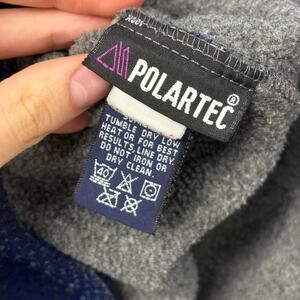 POLARTEC®
TUMBLE DRY LOW
HEAT OR FOR BEST
RESULTS, LINE DRY.
DO NOT IRON OR
DRY CLEAN.
40